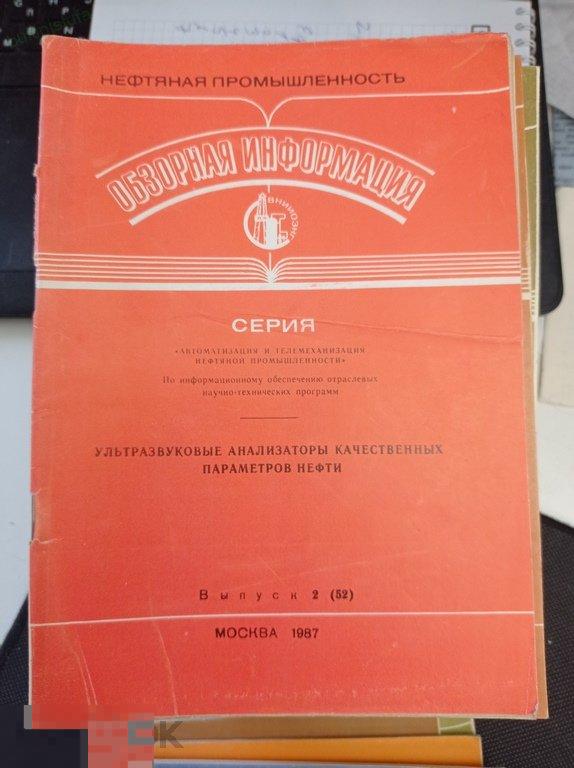 НЕФТЯНАЯ ПРОМЫШЛЕННОСТЬ
ОБЗОРНАЯ ИНФОРМАЦИЯ
ВНИИОЭНГ
СЕРИЯ
«АВТОМАТИЗАЦИЯ И ТЕЛЕМЕХАНИЗАЦИЯ
НЕФТЯНОЙ ПРОМЫШЛЕННОСТИ»
По информационному обеспечению отраслевых
научно-технических программ
УЛЬТРАЗВУКОВЫЕ АНАЛИЗАТОРЫ КАЧЕСТВЕННЫХ
ПАРАМЕТРОВ НЕФТИ
Выпуск 2 (52)
МОСКВА 1987